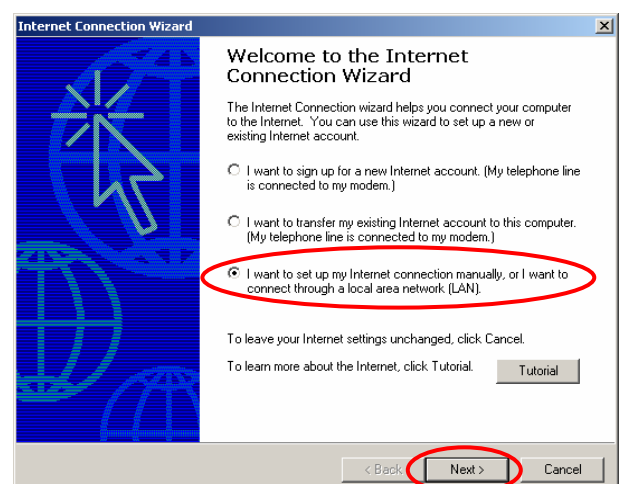 Internet Connection Wizard
Welcome to the Internet
Connection Wizard
The Internet Connection wizard helps you connect your computer
to the Internet. You can use this wizard to set up a new or
existing Internet account.
I want to sign up for a new Internet account. (My telephone line
is connected to my modem.)
I want to transfer my existing Internet account to this computer.
(My telephone line is connected to my modem.)
I want to set up my Internet connection manually, or I want to
connect through a local area network (LAN).
To leave your Internet settings unchanged, click Cancel.
To learn more about the Internet, click Tutorial.
Tutorial
< Back
Next >
Cancel